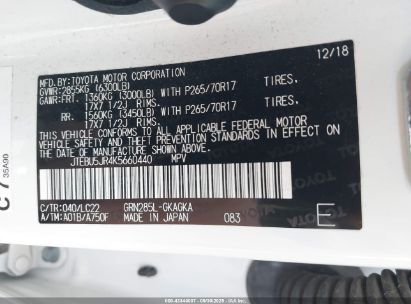 12/18
MFD.BY:TOYOTA MOTOR CORPORATION
GVWR:2855KG (6300LB)
GAWR:FRT. 1360KG (3000LB) WITH P265/70R17 TIRES,
17X7 1/2J RIMS.
RR. 1560KG (3450LB) WITH P265/70R17 TIRES,
17X7 1/2J RIMS.
THIS VEHICLE CONFORMS TO ALL APPLICABLE FEDERAL MOTOR
VEHICLE SAFETY STANDARDS IN EFFECT ON THE DATE OF
MANUFACTURE SHOWN ABOVE.
JTEBU5JR4K5660440 MPV
C/TR:040/LC22 GRN285L-GKAGKA
A/TM:A01B/A750F MADE IN JAPAN 083 E
C 7 35A00